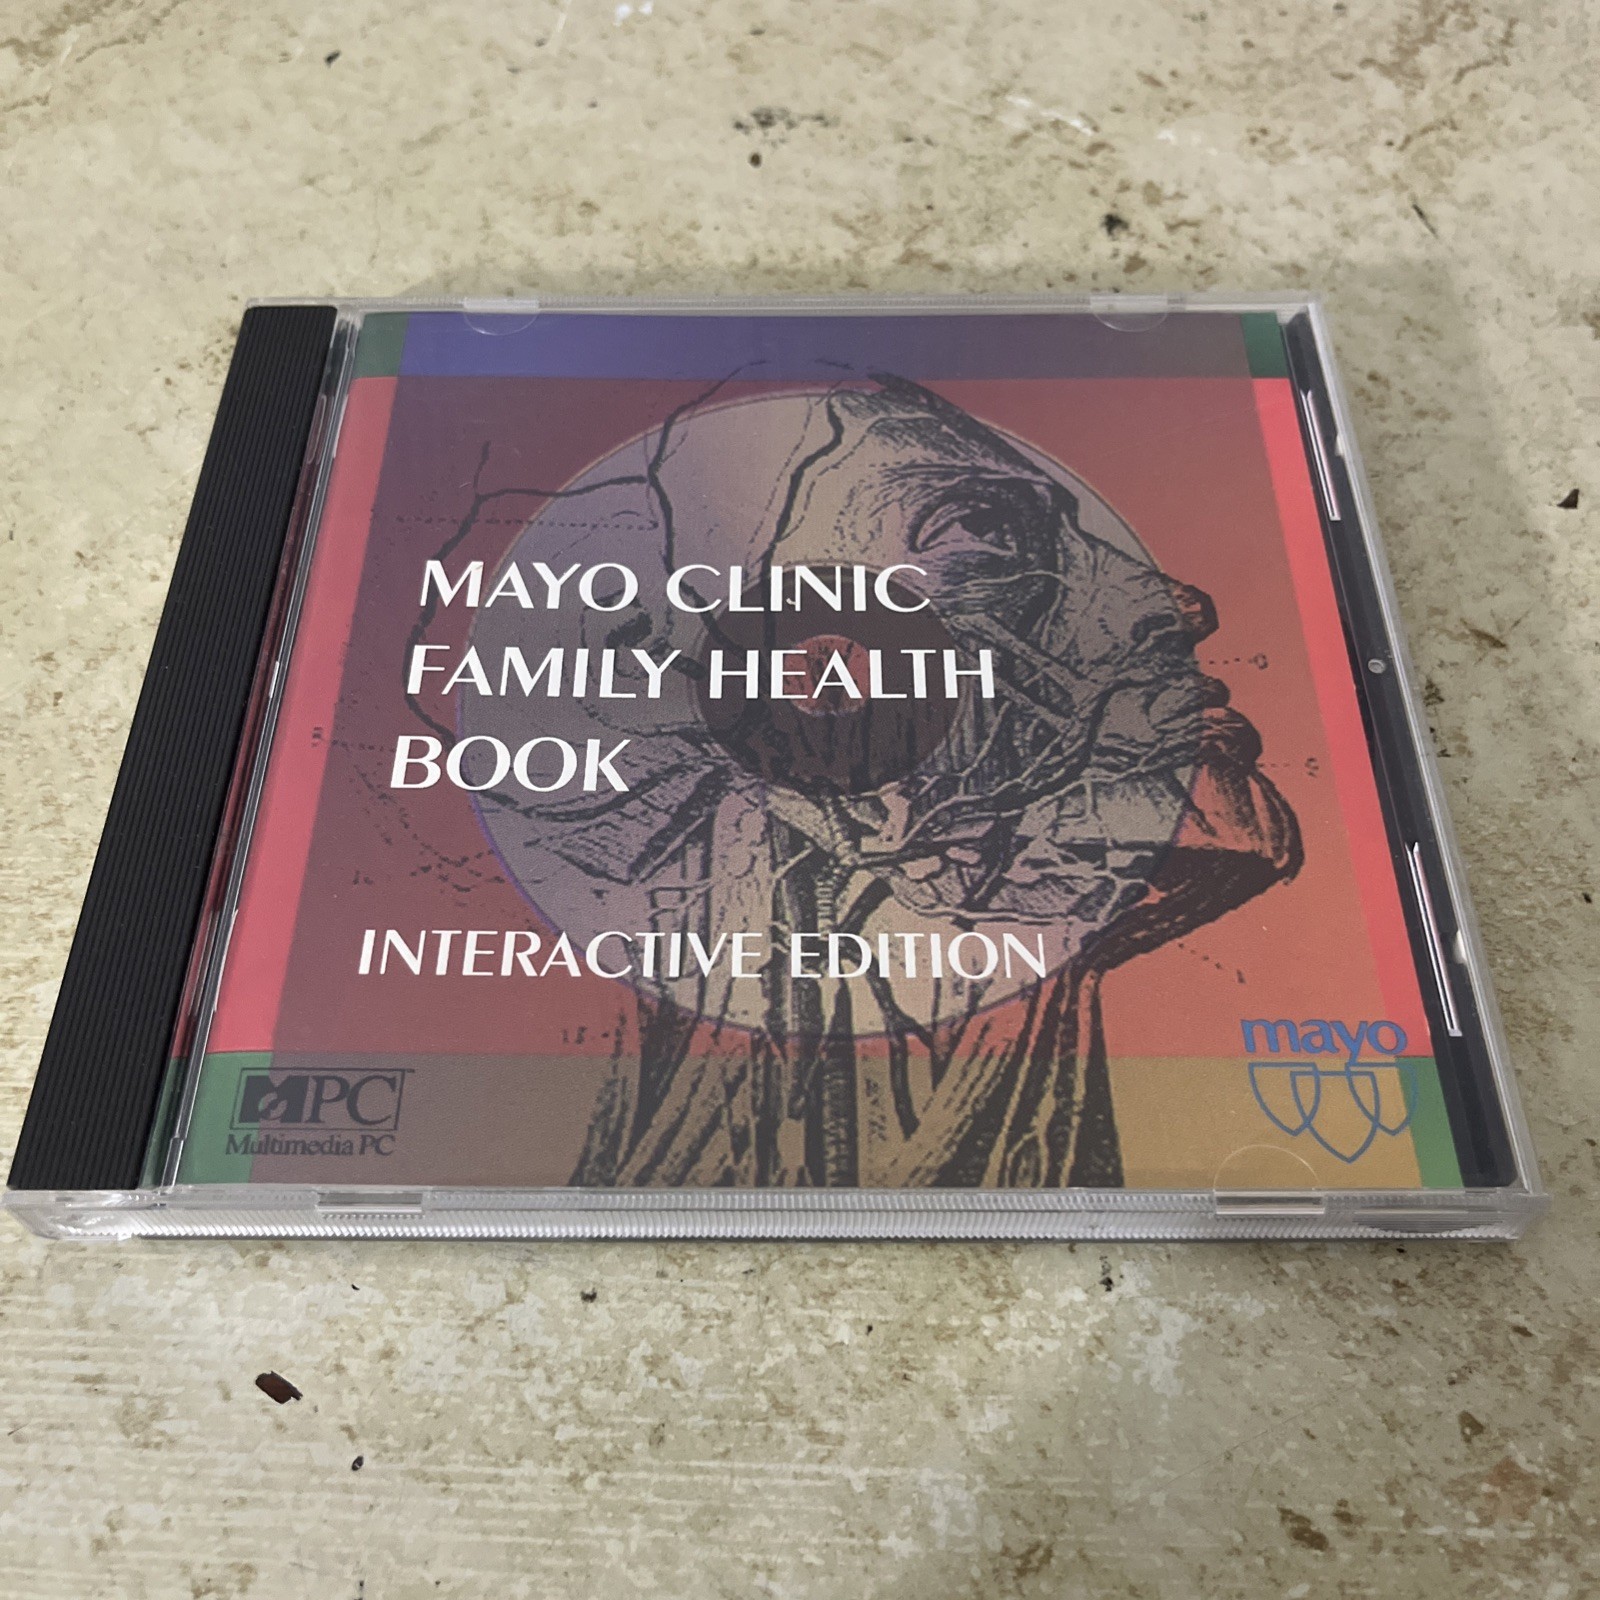 MAYO CLINIC
FAMILY HEALTH
BOOK
INTERACTIVE EDITION
mayo
MPC
Multimedia PC